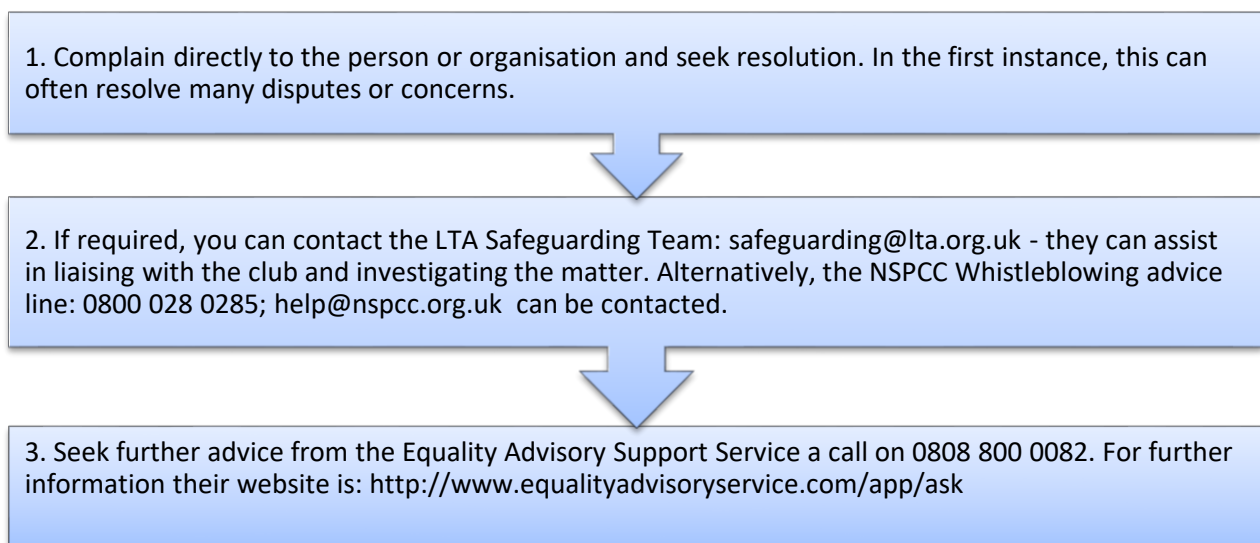 1. Complain directly to the person or organisation and seek resolution. In the first instance, this can
often resolve many disputes or concerns.
2. If required, you can contact the LTA Safeguarding Team: safeguarding@lta.org.uk - they can assist
in liaising with the club and investigating the matter. Alternatively, the NSPCC Whistleblowing advice
line: 0800 028 0285; help@nspcc.org.uk  can be contacted.
3. Seek further advice from the Equality Advisory Support Service a call on 0808 800 0082. For further
information their website is: http://www.equalityadvisoryservice.com/app/ask